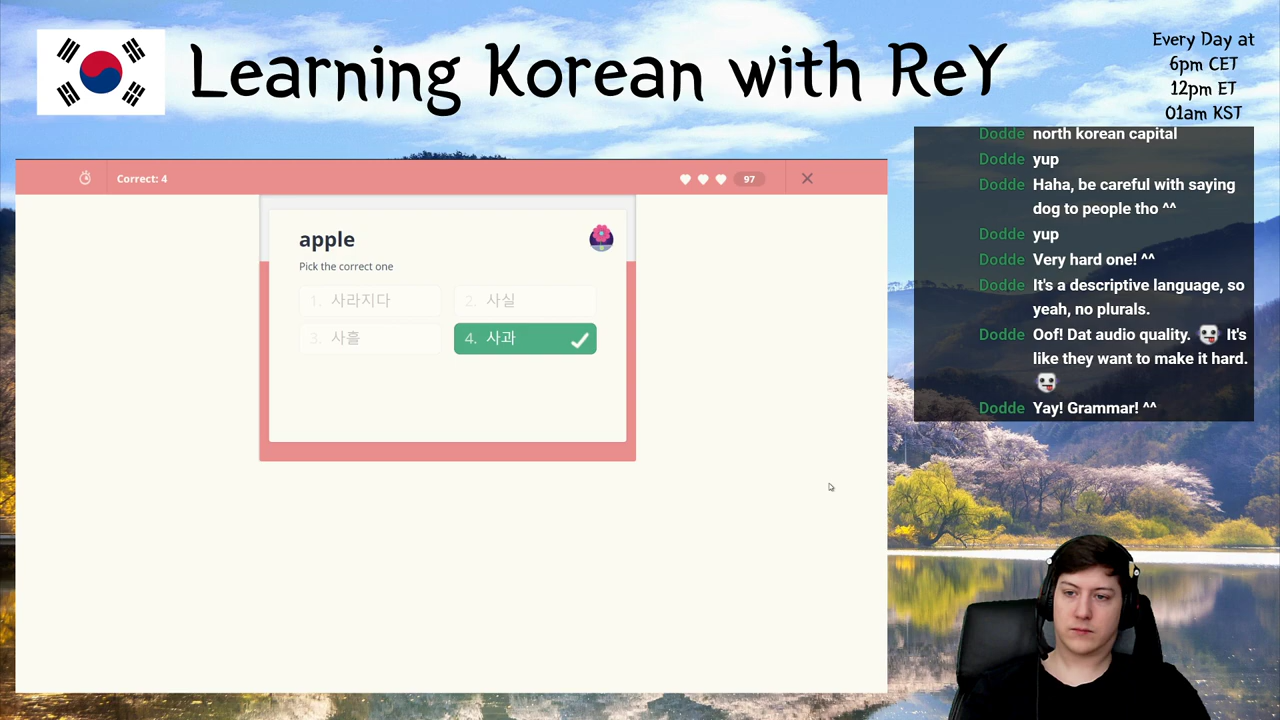 Learning Korean with ReY
Every Day at
6pm CET
12pm ET
01am KST
Dodde north korean capital
Dodde yup
Dodde Haha, be careful with saying
dog to people tho ^^
Dodde yup
Dodde Very hard one! ^^
Dodde It's a descriptive language, so
yeah, no plurals.
Dodde Oof! Dat audio quality. It's
like they want to make it hard.
Dodde Yay! Grammar! ^^
Correct: 4
97
apple
Pick the correct one
1. 사라지다
2. 사실
3. 사흘
4. 사과